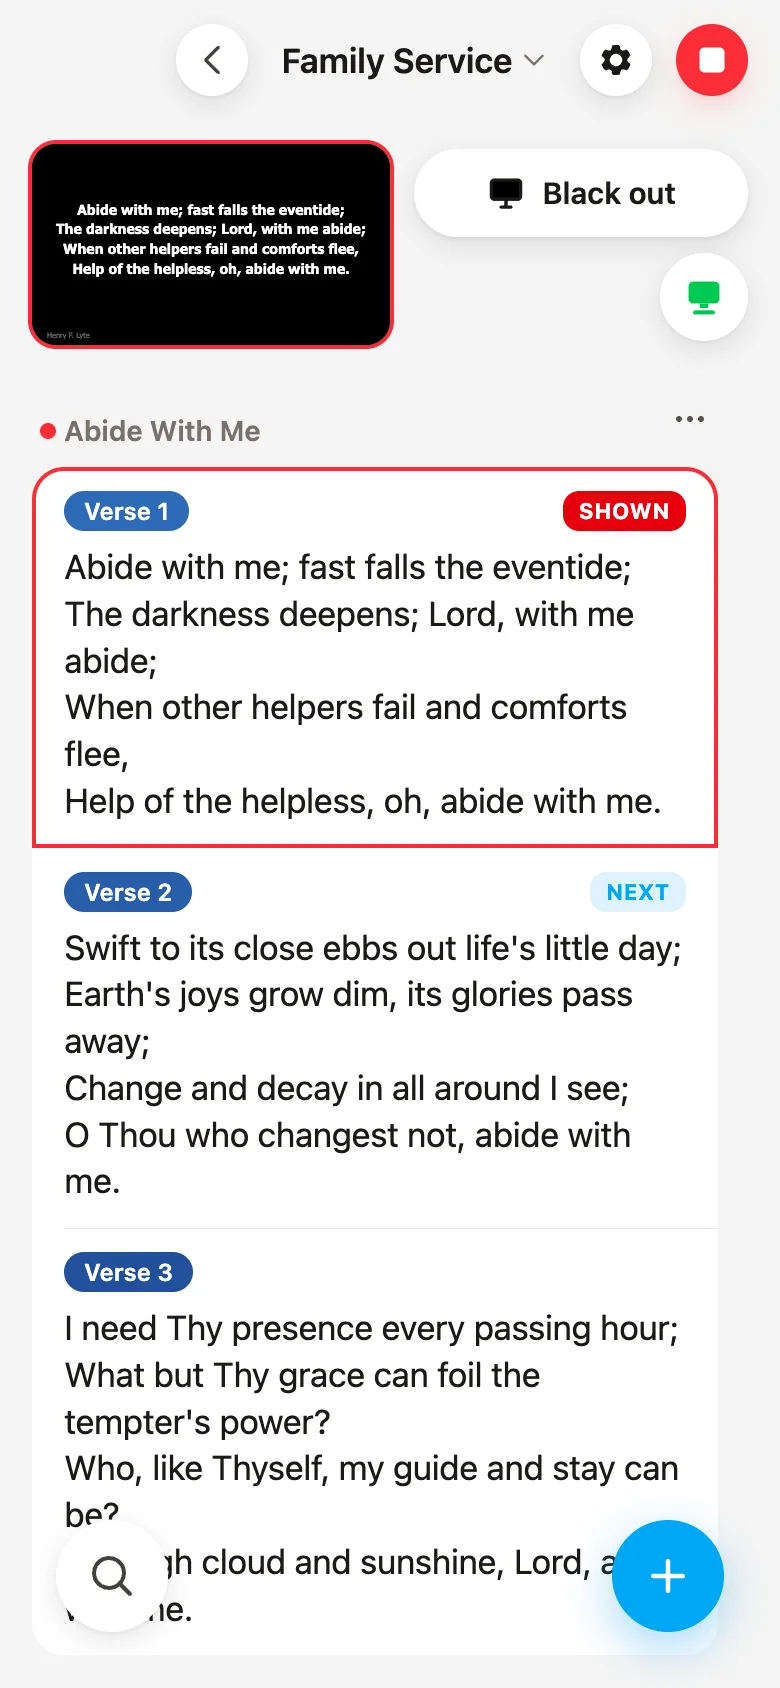 Family Service
Abide with me; fast falls the eventide;
The darkness deepens; Lord, with me abide;
When other helpers fail and comforts flee,
Help of the helpless, oh, abide with me.
Henry F. Lyte
Black out
Abide With Me
Verse 1
SHOWN
Abide with me; fast falls the eventide;
The darkness deepens; Lord, with me
abide;
When other helpers fail and comforts
flee,
Help of the helpless, oh, abide with me.
Verse 2
NEXT
Swift to its close ebbs out life's little day;
Earth's joys grow dim, its glories pass
away;
Change and decay in all around I see;
O Thou who changest not, abide with
me.
Verse 3
I need Thy presence every passing hour;
What but Thy grace can foil the
tempter's power?
Who, like Thyself, my guide and stay can
be?
cloud and sunshine, Lord,